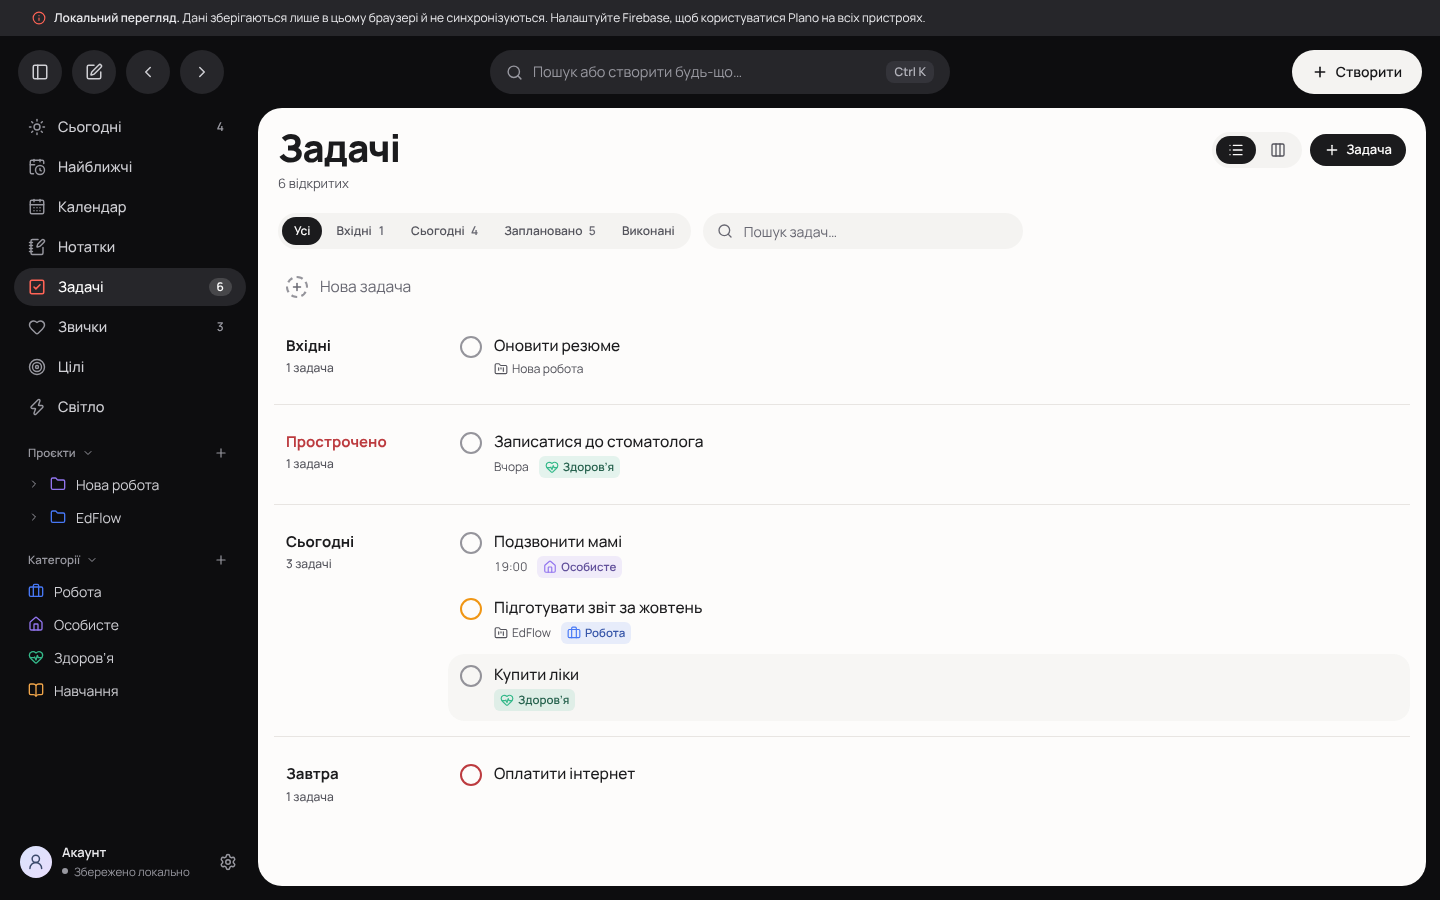 Локальний перегляд. Дані зберігаються лише в цьому браузері й не синхронізуються. Налаштуйте Firebase, щоб користуватися Plano на всіх пристроях.
Пошук або створити будь-що…
Ctrl K
Створити
Сьогодні 4
Найближчі
Календар
Нотатки
Задачі 6
Звички 3
Цілі
Світло
Проєкти
Нова робота
EdFlow
Категорії
Робота
Особисте
Здоров'я
Навчання
Акаунт
Збережено локально
Задачі
6 відкритих
Задача
Усі
Вхідні 1
Сьогодні 4
Заплановано 5
Виконані
Пошук задач…
Нова задача
Вхідні
1 задача
Оновити резюме
Нова робота
Прострочено
1 задача
Записатися до стоматолога
Вчора
Здоров'я
Сьогодні
3 задачі
Подзвонити мамі
19:00
Особисте
Підготувати звіт за жовтень
EdFlow
Робота
Купити ліки
Здоров'я
Завтра
1 задача
Оплатити інтернет